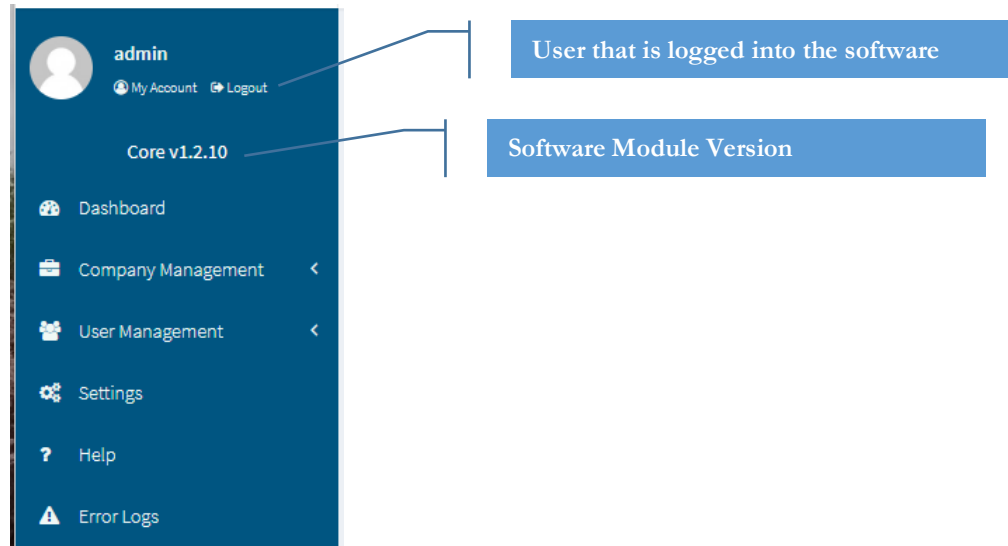 admin
User that is logged into the software
My Account Logout
Core v1.2.10
Software Module Version
Dashboard
Company Management
User Management
Settings
? Help
Error Logs